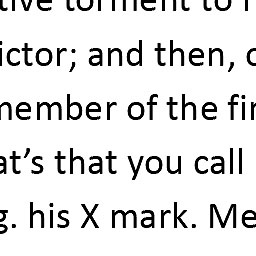 tive torment to h
ictor; and then, o
member of the fir
at's that you call
g. his X mark. Me